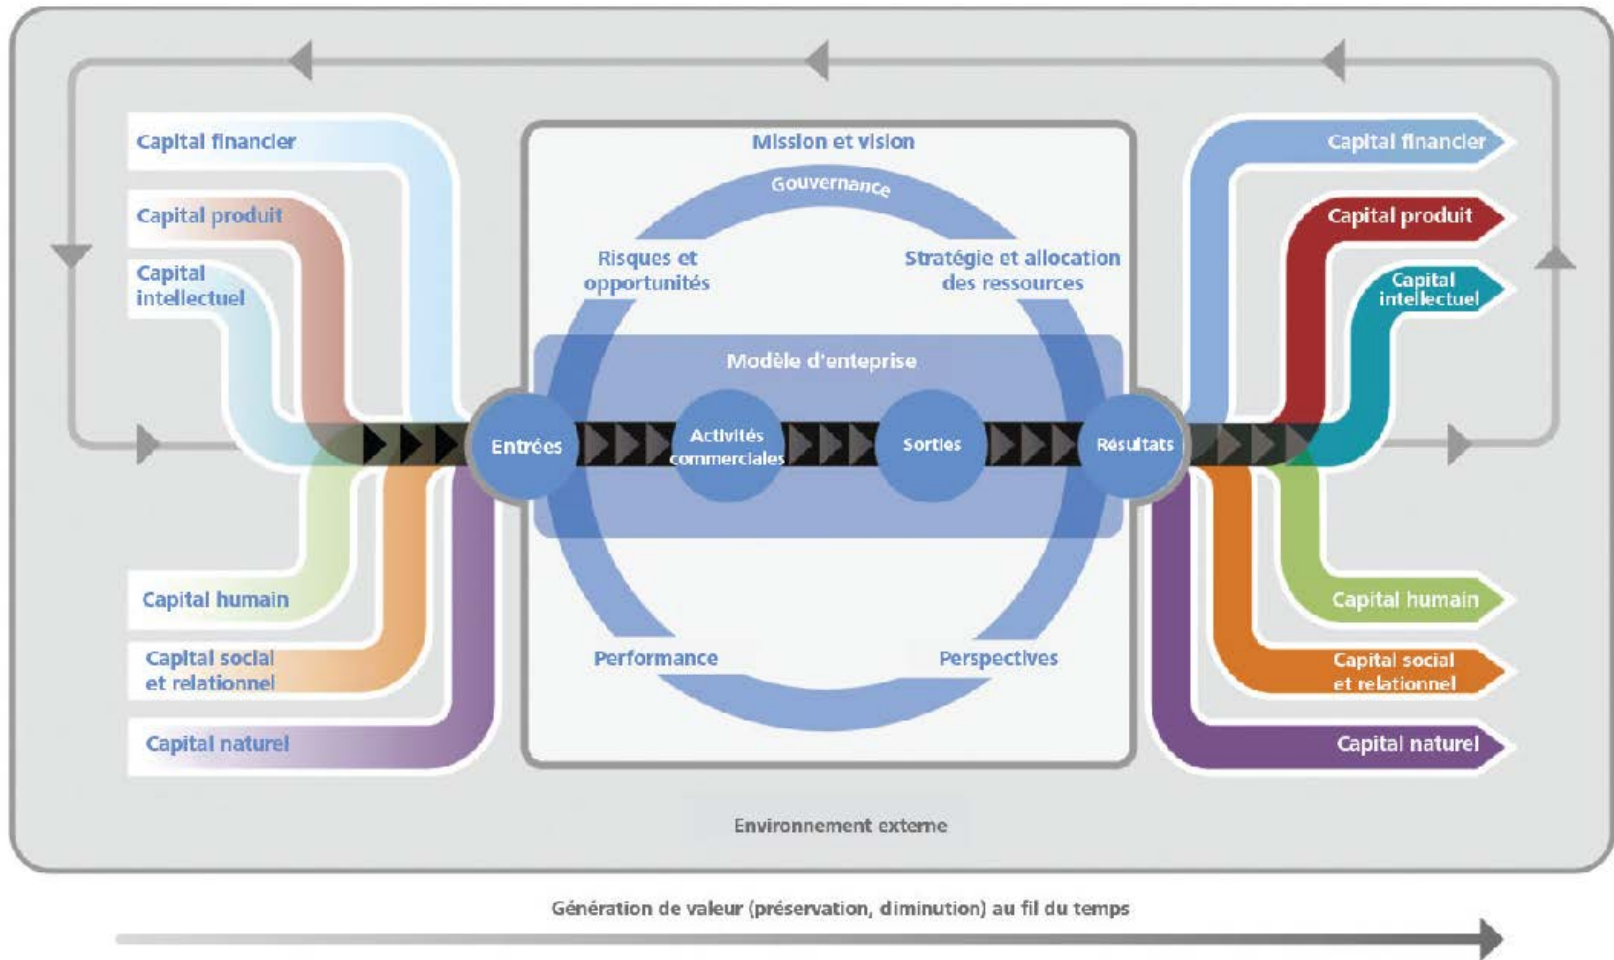 Mission et vision
Gouvernance
Risques et
opportunités
Stratégie et allocation
des ressources
Modèle d'enteprise
Capital financier
Capital produit
Capital
intellectuel
Capital humain
Capital social
et relationnel
Capital naturel
Entrées
Activités
commerciales
Sorties
Résultats
Performance
Perspectives
Capital financier
Capital produit
Capital
intellectuel
Capital humain
Capital social
et relationnel
Capital naturel
Environnement externe
Génération de valeur (préservation, diminution) au fil du temps